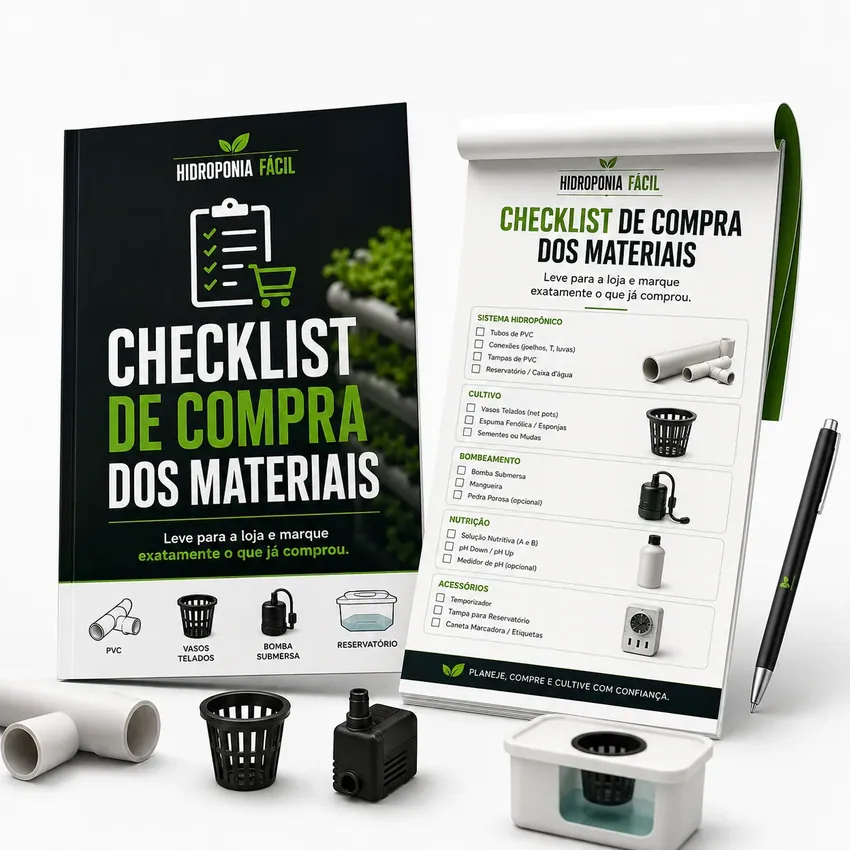 HIDROPONIA FÁCIL
CHECKLIST
DE COMPRA
DOS MATERIAIS
Leve para a loja e marque
exatamente o que já comprou.
PVC
VASOS
TELADOS
BOMBA
SUBMERSA
RESERVATÓRIO
HIDROPONIA FÁCIL
CHECKLIST DE COMPRA
DOS MATERIAIS
Leve para a loja e marque
exatamente o que já comprou.
SISTEMA HIDROPÔNICO
Tubos de PVC
Conexões (joelhos, T, luvas)
Tampas de PVC
Reservatório / Caixa d'água
CULTIVO
Vasos Telados (net pots)
Espuma Fenólica / Esponjas
Sementes ou Mudas
BOMBEAMENTO
Bomba Submersa
Mangueira
Pedra Porosa (opcional)
NUTRIÇÃO
Solução Nutritiva (A e B)
pH Down / pH Up
Medidor de pH (opcional)
ACESSÓRIOS
Temporizador
Tampa para Reservatório
Caneta Marcadora / Etiquetas
PLANEJE, COMPRE E CULTIVE COM CONFIANÇA.